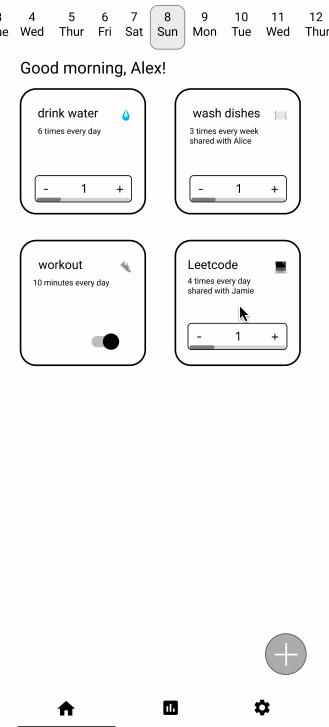 3 4 5 6 7 8 9 10 11 12
ue Wed Thur Fri Sat Sun Mon Tue Wed Thur
Good morning, Alex!
drink water
6 times every day
- 1 +
wash dishes
3 times every week
shared with Alice
- 1 +
workout
10 minutes every day
Leetcode
4 times every day
shared with Jamie
- 1 +